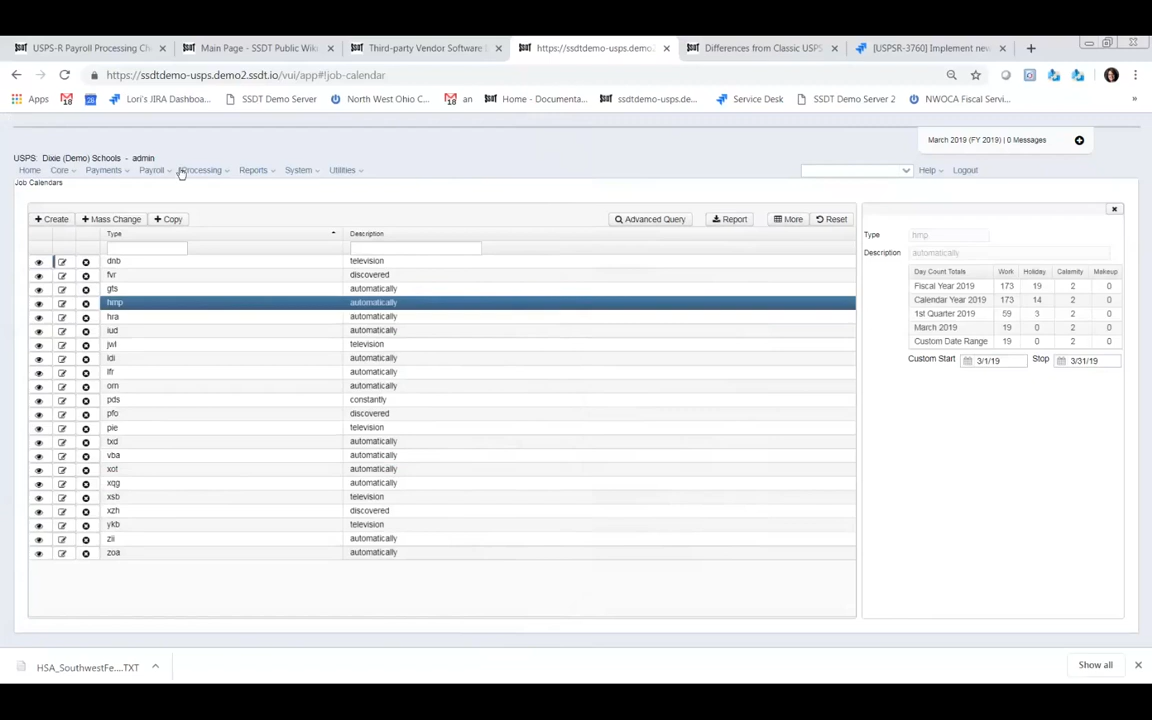 USPS-R Payroll Processing Ch
Main Page - SSDT Public Wiki
Third-party Vendor Software
https://ssdtdemo-usps.demo2.
Differences from Classic USPS
[USPSR-3760] Implement new
https://ssdtdemo-usps.demo2.ssdt.io/vui/app#!job-calendar
Apps
Lori's JIRA Dashboa...
SSDT Demo Server
North West Ohio C...
an
Home - Documenta...
ssdtdemo-usps.de...
Service Desk
SSDT Demo Server 2
NWOCA Fiscal Servi...
March 2019 (FY 2019) | 0 Messages
USPS: Dixie (Demo) Schools - admin
Home Core Payments Payroll Processing Reports System Utilities Help Logout
Job Calendars
Create Mass Change Copy Advanced Query Report More Reset
Type Description
dnb television
fvr discovered
gts automatically
hmp automatically
hra automatically
iud automatically
jwl television
ldi automatically
lfr automatically
orn automatically
pds constantly
pfo discovered
pie television
txd automatically
vba automatically
xot automatically
xqg automatically
xsb television
xzh discovered
ykb television
zii automatically
zoa automatically
Type hmp
Description automatically
Day Count Totals Work Holiday Calamity Makeup
Fiscal Year 2019 173 19 2 0
Calendar Year 2019 173 14 2 0
1st Quarter 2019 59 3 2 0
March 2019 19 0 2 0
Custom Date Range 19 0 2 0
Custom Start 3/1/19 Stop 3/31/19
HSA_SouthwestFe....TXT
Show all